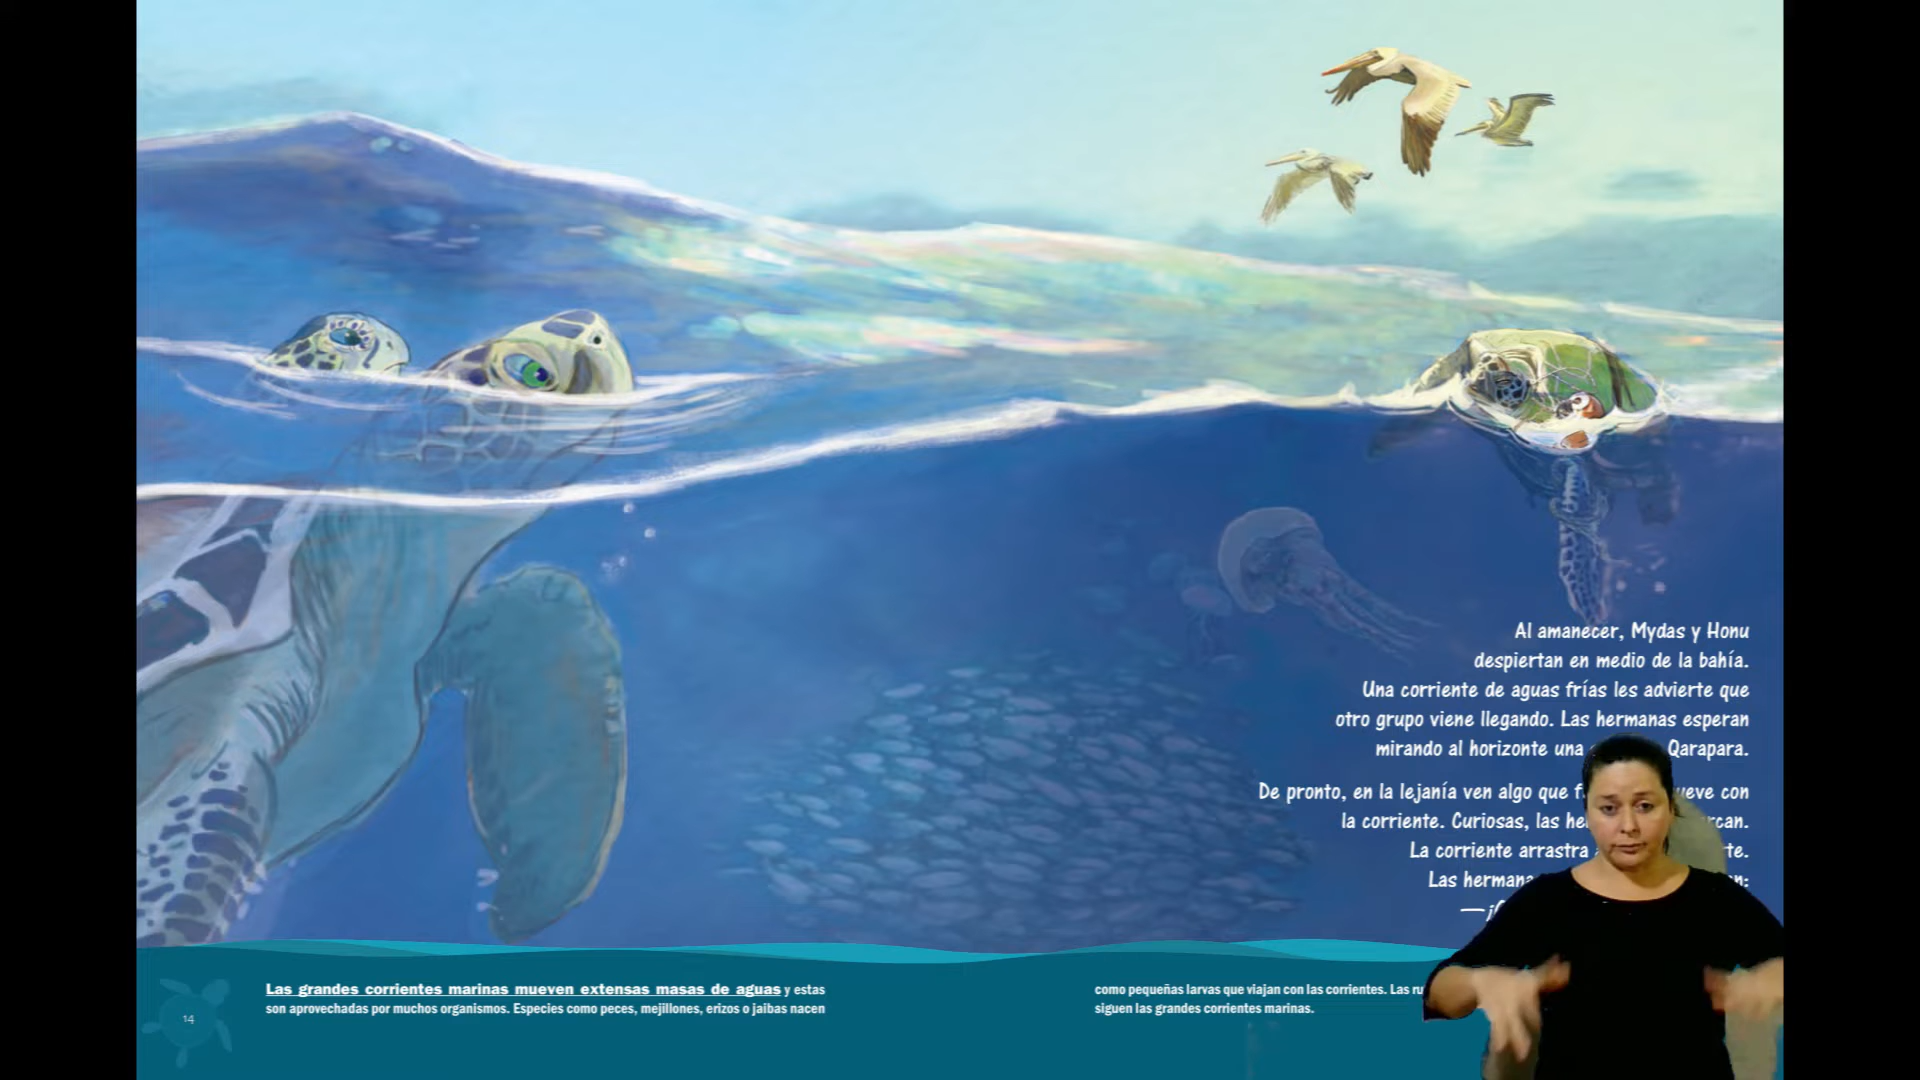 Al amanecer, Mydas y Honu
despiertan en medio de la bahía.
Una corriente de aguas frías les advierte que
otro grupo viene llegando. Las hermanas esperan
mirando al horizonte una Qarapara.
De pronto, en la lejanía ven algo que con
la corriente. Curiosas, las
La corriente arrastra
Las
Las grandes corrientes marinas mueven extensas masas de aguas y estas
son aprovechadas por muchos organismos. Especies como peces, mejillones, erizos o jaibas nacen
como pequeñas larvas que viajan con las corrientes. Las
siguen las grandes corrientes marinas.
14